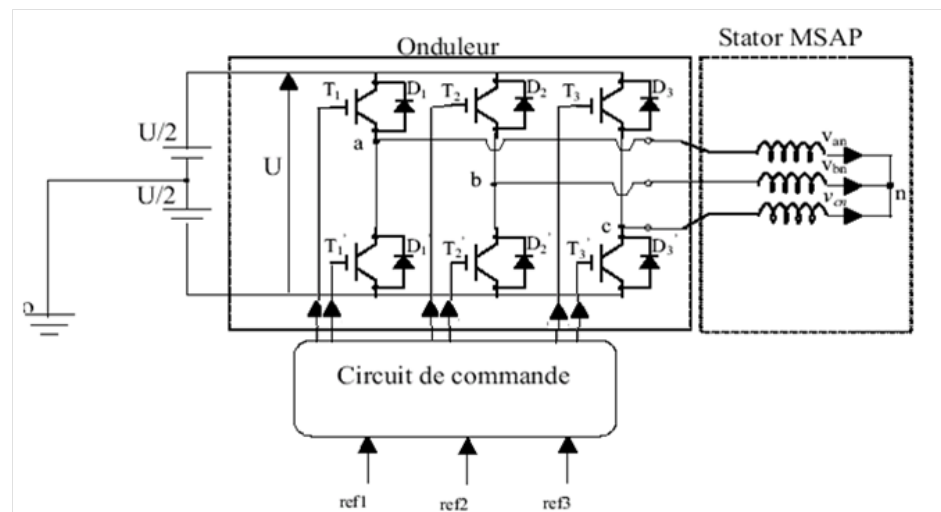 Onduleur
Stator MSAP
T1
D1
T2
D2
T3
D3
U/2
U
U/2
a
b
c
van
vbn
vcn
n
T1'
D1'
T2'
D2'
T3'
D3'
o
Circuit de commande
ref1
ref2
ref3